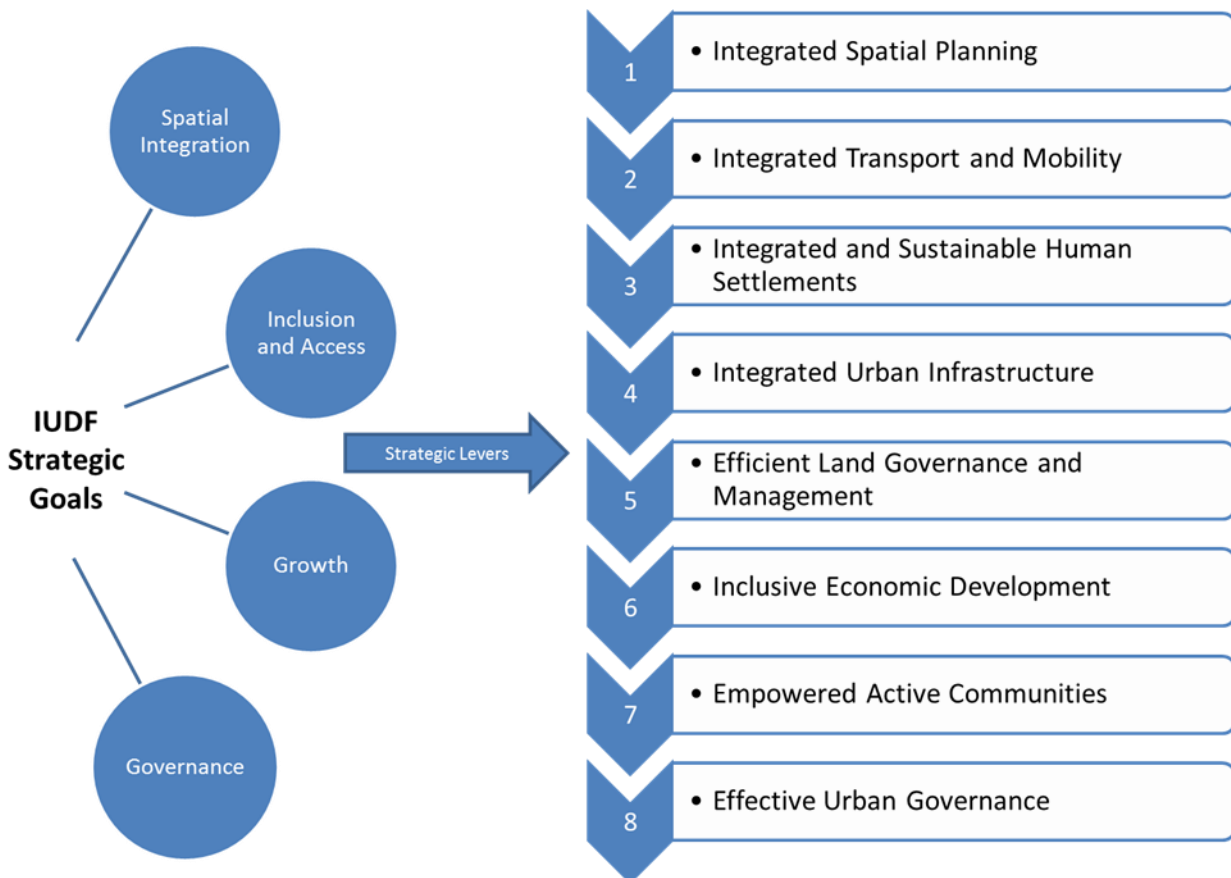 Spatial
Integration
Inclusion
and Access
IUDF
Strategic
Goals
Growth
Governance
Strategic Levers
1
• Integrated Spatial Planning
2
• Integrated Transport and Mobility
3
• Integrated and Sustainable Human
Settlements
4
• Integrated Urban Infrastructure
5
• Efficient Land Governance and
Management
6
• Inclusive Economic Development
7
• Empowered Active Communities
8
• Effective Urban Governance